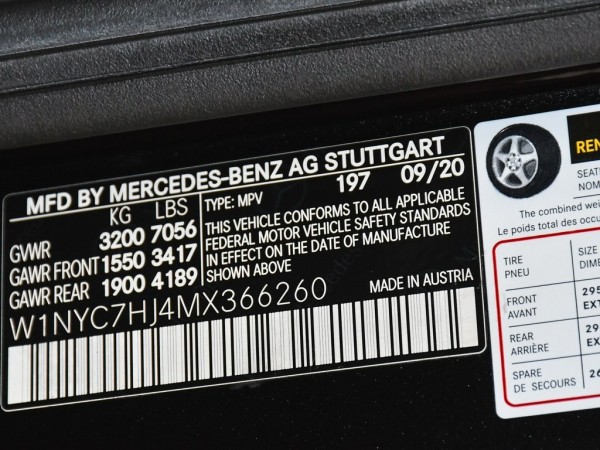 MFD BY MERCEDES-BENZ AG STUTTGART
KG LBS
GVWR 3200 7056
GAWR FRONT 1550 3417
GAWR REAR 1900 4189
TYPE: MPV 197 09/20
THIS VEHICLE CONFORMS TO ALL APPLICABLE
FEDERAL MOTOR VEHICLE SAFETY STANDARDS
IN EFFECT ON THE DATE OF MANUFACTURE
SHOWN ABOVE
W1NYC7HJ4MX366260
MADE IN AUSTRIA
REN
SEATI
NOM
The combined wei
Le poids total des occu
TIRE
PNEU
SIZE
DIME
FRONT
AVANT
295
EXT
REAR
ARRIÈRE
29
EX
SPARE
DE SECOURS
26